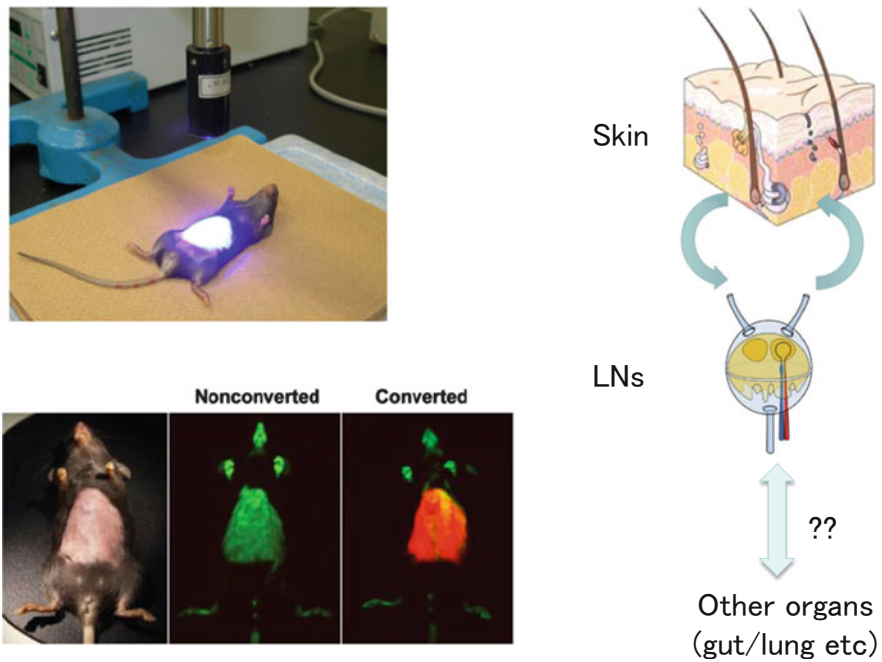 Skin
LNs
??
Other organs
(gut/lung etc)
Nonconverted
Converted